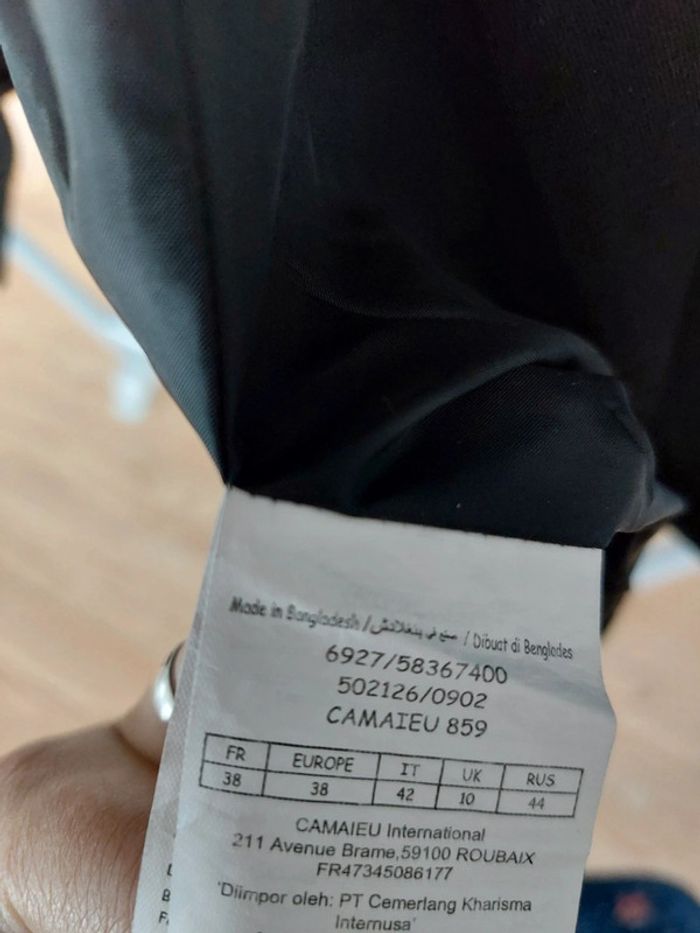 Made in Bangladesh / صنع في بنغلادش / Dibuat di Benglades
6927/58367400
502126/0902
CAMAIEU 859
FR EUROPE IT UK RUS
38 38 42 10 44
CAMAIEU International
211 Avenue Brame,59100 ROUBAIX
FR47345086177
'Diimpor oleh: PT Cemerlang Kharisma
Internusa'